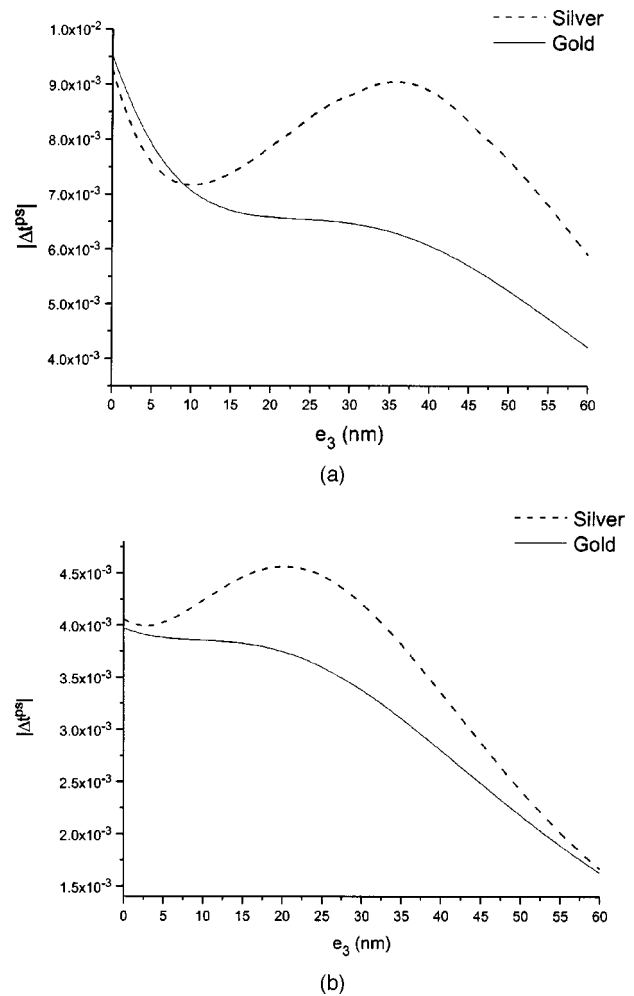 Silver
Gold
1.0x10⁻²
9.0x10⁻³
8.0x10⁻³
7.0x10⁻³
6.0x10⁻³
5.0x10⁻³
4.0x10⁻³
|Δtᵖˢ|
0 5 10 15 20 25 30 35 40 45 50 55 60
e₃ (nm)
(a)
Silver
Gold
4.5x10⁻³
4.0x10⁻³
3.5x10⁻³
3.0x10⁻³
2.5x10⁻³
2.0x10⁻³
1.5x10⁻³
|Δtᵖˢ|
0 5 10 15 20 25 30 35 40 45 50 55 60
e₃ (nm)
(b)